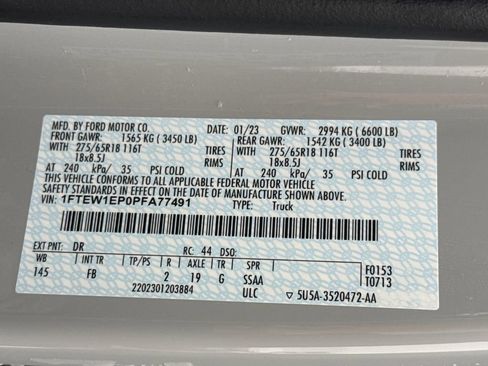 MFD. BY FORD MOTOR CO. DATE: 01/23 GVWR: 2994 KG (6600 LB)
FRONT GAWR: 1565 KG (3450 LB) REAR GAWR: 1542 KG (3400 LB)
WITH 275/65R18 116T TIRES WITH 275/65R18 116T TIRES
18x8.5J RIMS 18x8.5J RIMS
AT 240 kPa/ 35 PSI COLD AT 240 kPa/ 35 PSI COLD
THIS VEHICLE CONFORMS TO ALL APPLICABLE FEDERAL MOTOR VEHICLE
SAFETY AND THEFT PREVENTION STANDARDS IN EFFECT ON THE DATE OF MANUFACTURE SHOWN ABOVE.
VIN: 1FTEW1EP0PFA77491 TYPE: Truck
EXT PNT: DR RC: 44 DSO:
WB INT TR TP/PS R AXLE TR SPR F0153
145 FB 2 19 G SSAA T0713
2202301203884 ULC 5U5A-3520472-AA